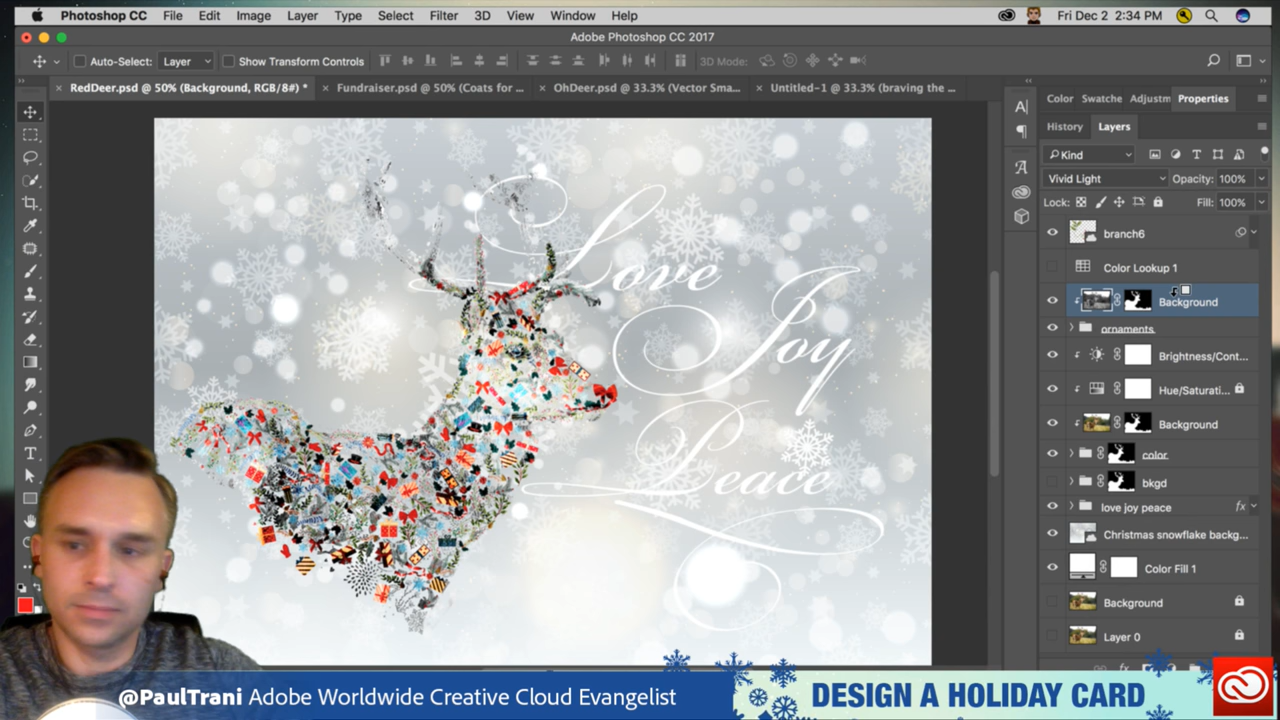 Photoshop CC File Edit Image Layer Type Select Filter 3D View Window Help Fri Dec 2 2:34 PM
Adobe Photoshop CC 2017
Auto-Select: Layer Show Transform Controls 3D Mode:
RedDeer.psd @ 50% (Background, RGB/8#) * Fundraiser.psd @ 50% (Coats for ... OhDeer.psd @ 33.3% (Vector Sma... Untitled-1 @ 33.3% (braving the ...
Color Swatche Adjustm Properties
History Layers
Kind
Vivid Light Opacity: 100%
Lock: Fill: 100%
branch6
Color Lookup 1
Background
ornaments
Brightness/Cont...
Hue/Saturati...
Background
color
bkgd
love joy peace fx
Christmas snowflake backg...
Color Fill 1
Background
Layer 0
Love
Joy
Peace
@PaulTrani Adobe Worldwide Creative Cloud Evangelist
DESIGN A HOLIDAY CARD